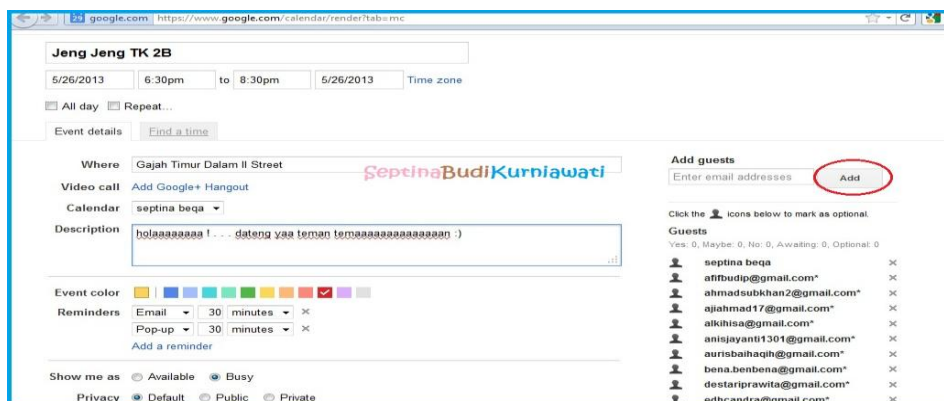 google.com https://www.google.com/calendar/render?tab=mc
Jeng Jeng TK 2B
5/26/2013 6:30pm to 8:30pm 5/26/2013 Time zone
All day Repeat...
Event details Find a time
Where Gajah Timur Dalam II Street
SeptinaBudiKurniawati
Video call Add Google+ Hangout
Calendar septina beqa
Description holaaaaaaaa ! . . . dateng yaa teman temaaaaaaaaaaaaaaan :)
Event color
Reminders Email 30 minutes ×
Pop-up 30 minutes ×
Add a reminder
Show me as Available Busy
Privacy Default Public Private
Add guests
Enter email addresses Add
Click the icons below to mark as optional.
Guests
Yes: 0, Maybe: 0, No: 0, Awaiting: 0, Optional: 0
septina beqa ×
afifbudip@gmail.com* ×
ahmadsubkhan2@gmail.com* ×
ajiahmad17@gmail.com* ×
alkihisa@gmail.com* ×
anisjayanti1301@gmail.com* ×
aurisbaihaqih@gmail.com* ×
bena.benbena@gmail.com* ×
destariprawita@gmail.com* ×
edhcandra@gmail.com* ×